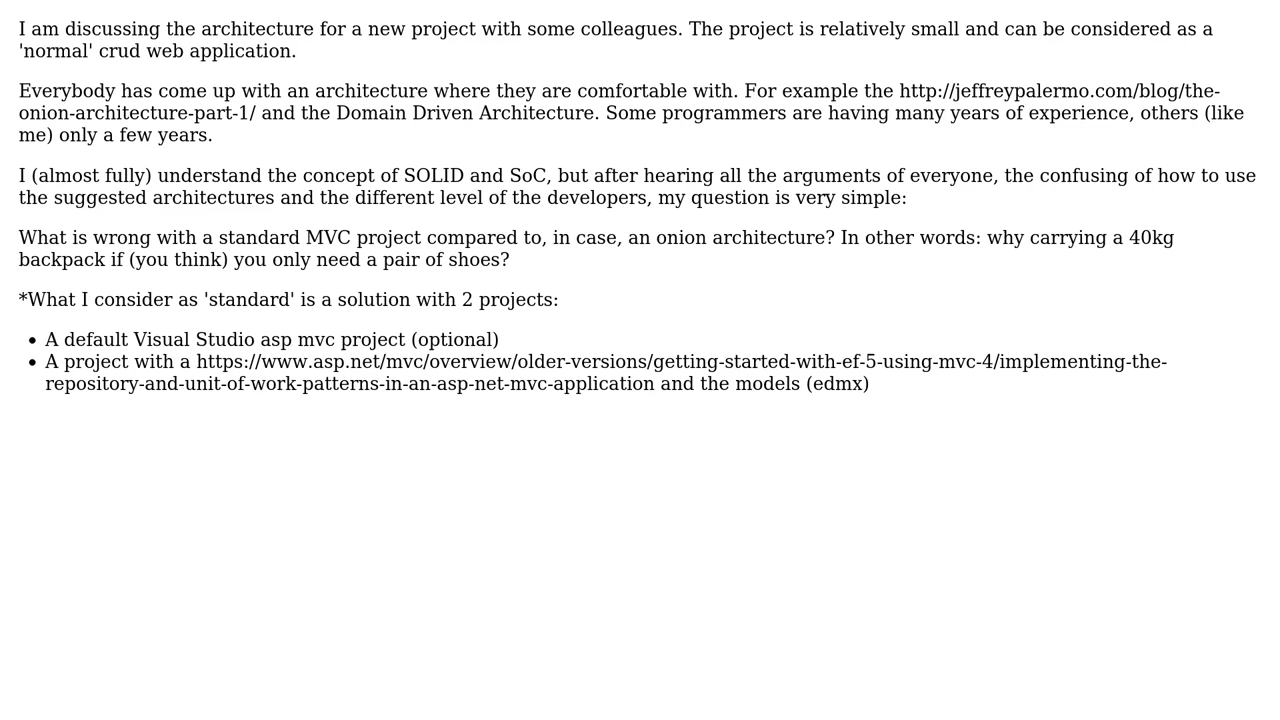 I am discussing the architecture for a new project with some colleagues. The project is relatively small and can be considered as a
'normal' crud web application.
Everybody has come up with an architecture where they are comfortable with. For example the http://jeffreypalermo.com/blog/the-
onion-architecture-part-1/ and the Domain Driven Architecture. Some programmers are having many years of experience, others (like
me) only a few years.
I (almost fully) understand the concept of SOLID and SoC, but after hearing all the arguments of everyone, the confusing of how to use
the suggested architectures and the different level of the developers, my question is very simple:
What is wrong with a standard MVC project compared to, in case, an onion architecture? In other words: why carrying a 40kg
backpack if (you think) you only need a pair of shoes?
*What I consider as 'standard' is a solution with 2 projects:
• A default Visual Studio asp mvc project (optional)
• A project with a https://www.asp.net/mvc/overview/older-versions/getting-started-with-ef-5-using-mvc-4/implementing-the-
repository-and-unit-of-work-patterns-in-an-asp-net-mvc-application and the models (edmx)